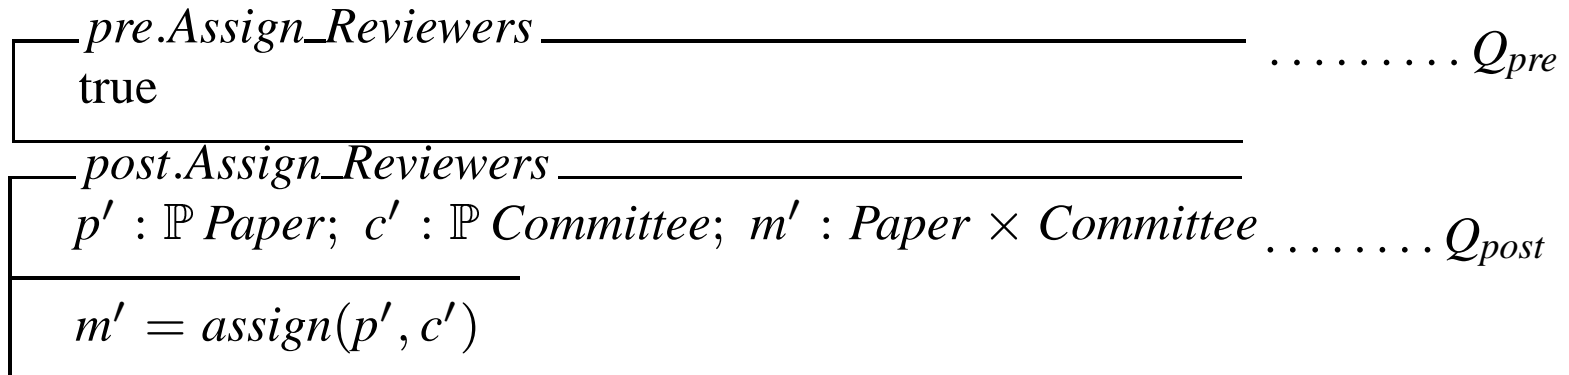 pre.Assign_Reviewers
true ......... Q_pre
post.Assign_Reviewers
p′ : ℙ Paper; c′ : ℙ Committee; m′ : Paper × Committee ........ Q_post
m′ = assign(p′, c′)